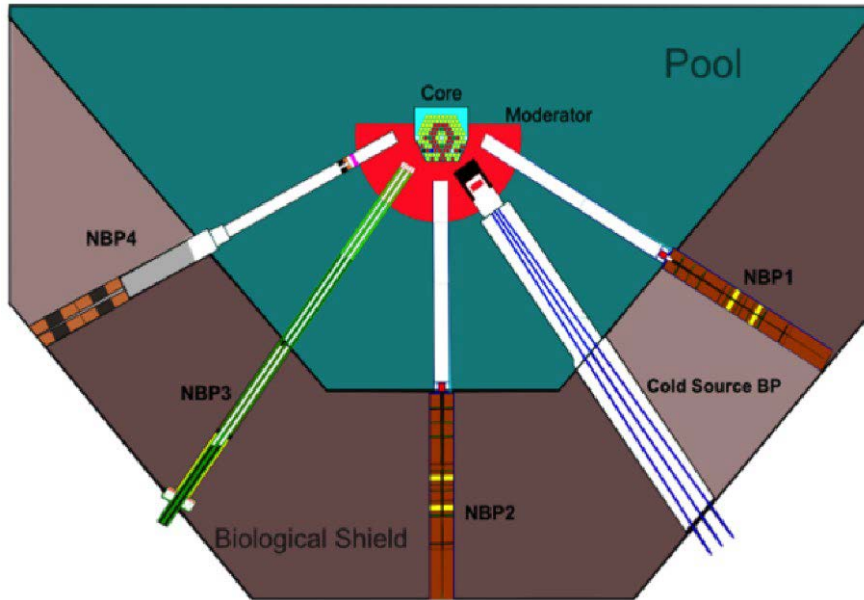 Pool
Core
Moderator
NBP4
NBP1
NBP3
Cold Source BP
NBP2
Biological Shield